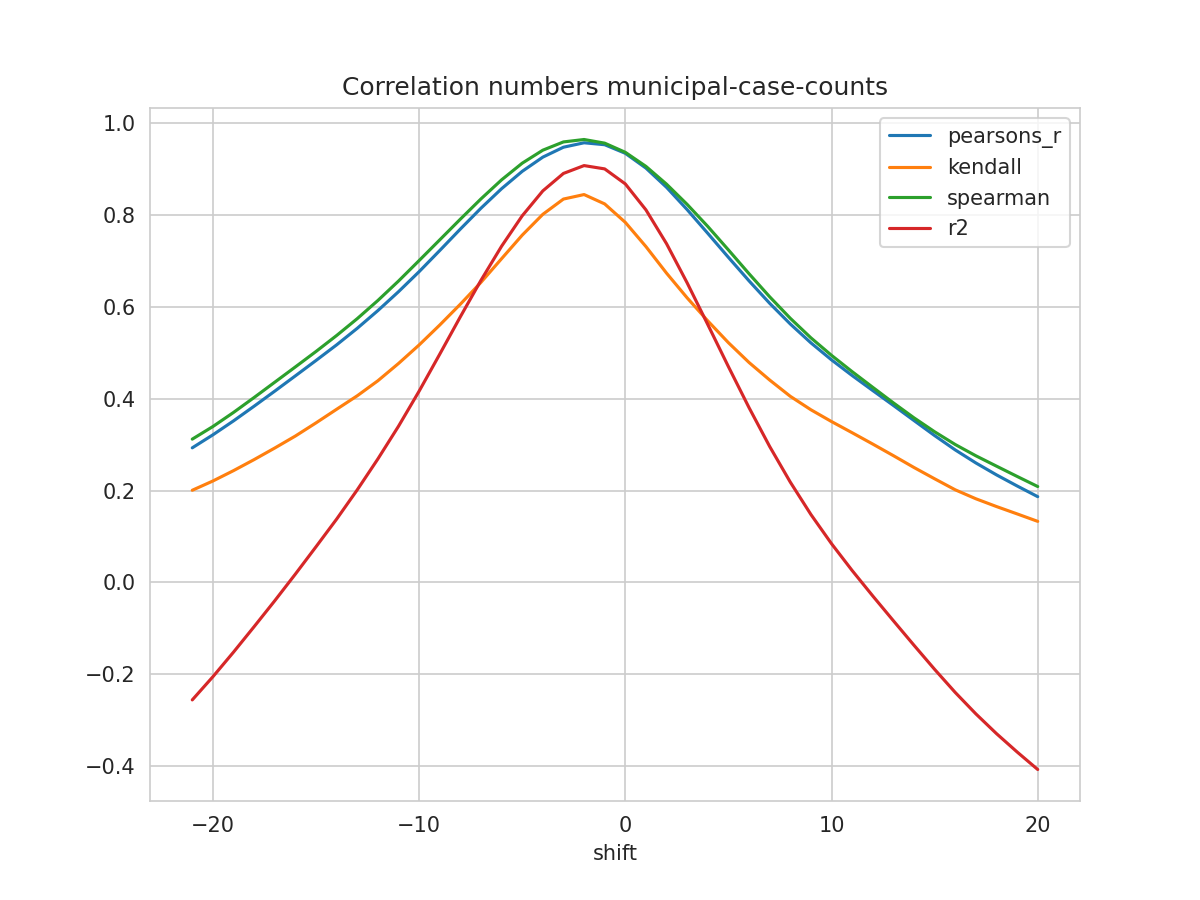 Correlation numbers municipal-case-counts
1.0
0.8
0.6
0.4
0.2
0.0
−0.2
−0.4
−20
−10
0
10
20
shift
pearsons_r
kendall
spearman
r2